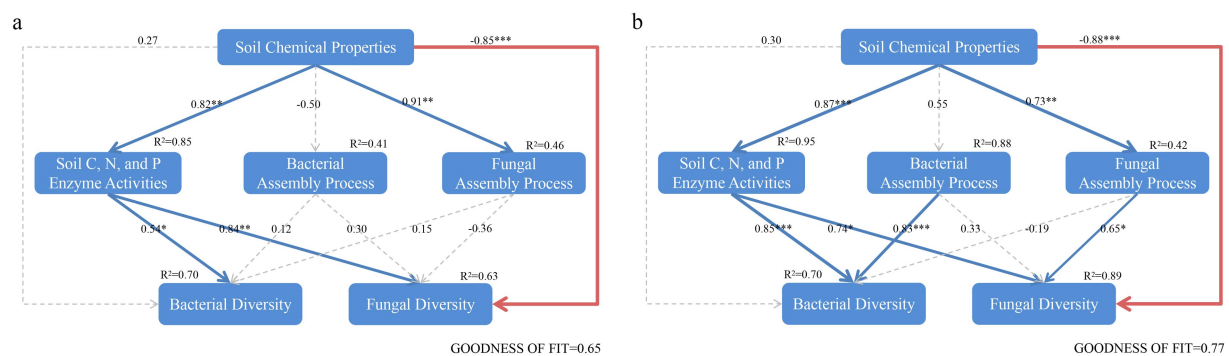 a
Soil Chemical Properties
0.27
-0.85***
0.82**
-0.50
0.91**
R²=0.85
R²=0.41
R²=0.46
Soil C, N, and P
Enzyme Activities
Bacterial
Assembly Process
Fungal
Assembly Process
0.54*
0.84**
0.12
0.30
0.15
-0.36
R²=0.70
R²=0.63
Bacterial Diversity
Fungal Diversity
GOODNESS OF FIT=0.65
b
Soil Chemical Properties
0.30
-0.88***
0.87***
0.55
0.73**
R²=0.95
R²=0.88
R²=0.42
Soil C, N, and P
Enzyme Activities
Bacterial
Assembly Process
Fungal
Assembly Process
0.85***
0.74*
0.83***
0.33
-0.19
0.65*
R²=0.70
R²=0.89
Bacterial Diversity
Fungal Diversity
GOODNESS OF FIT=0.77